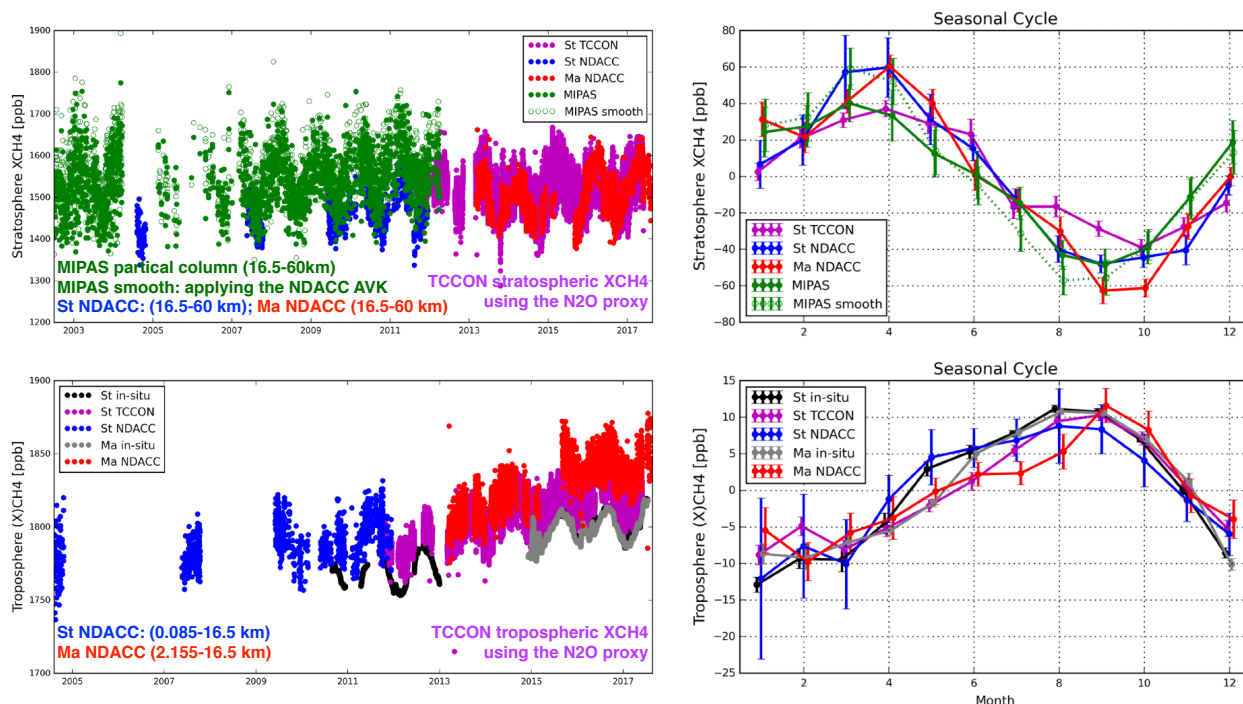 1900
1800
1700
1600
1500
1400
1300
1200
Stratosphere XCH4 [ppb]
St TCCON
St NDACC
Ma NDACC
MIPAS
MIPAS smooth
MIPAS partical column (16.5-60km)
MIPAS smooth: applying the NDACC AVK
St NDACC: (16.5-60 km); Ma NDACC (16.5-60 km)
TCCON stratospheric XCH4
using the N2O proxy
2003 2005 2007 2009 2011 2013 2015 2017
Seasonal Cycle
80
60
40
20
0
−20
−40
−60
−80
Stratosphere XCH4 [ppb]
St TCCON
St NDACC
Ma NDACC
MIPAS
MIPAS smooth
2 4 6 8 10 12
1900
1850
1800
1750
1700
Troposphere (X)CH4 [ppb]
St in-situ
St TCCON
St NDACC
Ma in-situ
Ma NDACC
St NDACC: (0.085-16.5 km)
Ma NDACC (2.155-16.5 km)
TCCON tropospheric XCH4
using the N2O proxy
2005 2007 2009 2011 2013 2015 2017
Seasonal Cycle
15
10
5
0
−5
−10
−15
−20
−25
Troposphere (X)CH4 [ppb]
St in-situ
St TCCON
St NDACC
Ma in-situ
Ma NDACC
2 4 6 8 10 12
Month